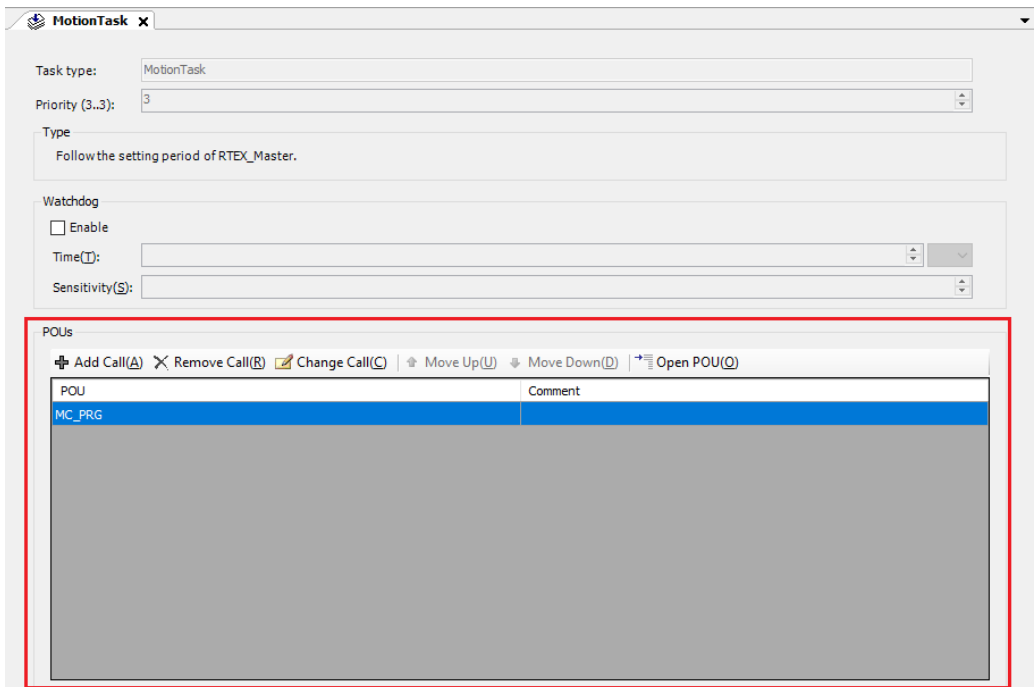 MotionTask
Task type: MotionTask
Priority (3..3): 3
Type
Follow the setting period of RTEX_Master.
Watchdog
Enable
Time(T):
Sensitivity(S):
POUs
Add Call(A) Remove Call(R) Change Call(C) Move Up(U) Move Down(D) Open POU(O)
POU Comment
MC_PRG